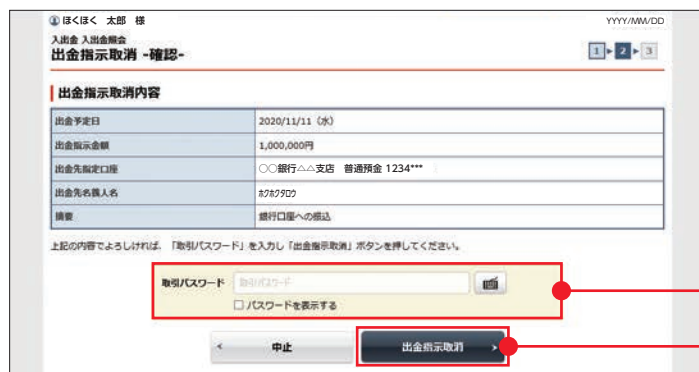 ほくほく 太郎 様 YYYY/MM/DD
入出金 入出金照会
出金指示取消 -確認-
1 2 3
出金指示取消内容
出金予定日 2020/11/11（水）
出金指示金額 1,000,000円
出金先指定口座 ○○銀行△△支店 普通預金 1234***
出金先名義人名 ﾎｸﾎｸﾀﾛｳ
摘要 銀行口座への振込
上記の内容でよろしければ、「取引パスワード」を入力し「出金指示取消」ボタンを押してください。
取引パスワード 取引パスワード
パスワードを表示する
中止 出金指示取消